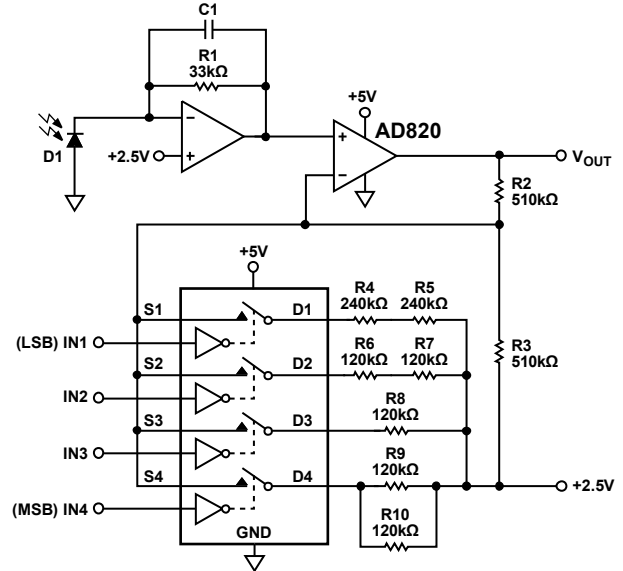 C1
R1
33kΩ
+5V
AD820
−
+
+
−
D1
+2.5V
VOUT
R2
510kΩ
+5V
S1
D1
R4
240kΩ
R5
240kΩ
(LSB) IN1
S2
D2
R6
120kΩ
R7
120kΩ
R3
510kΩ
IN2
S3
D3
R8
120kΩ
IN3
S4
D4
R9
120kΩ
+2.5V
(MSB) IN4
R10
120kΩ
GND